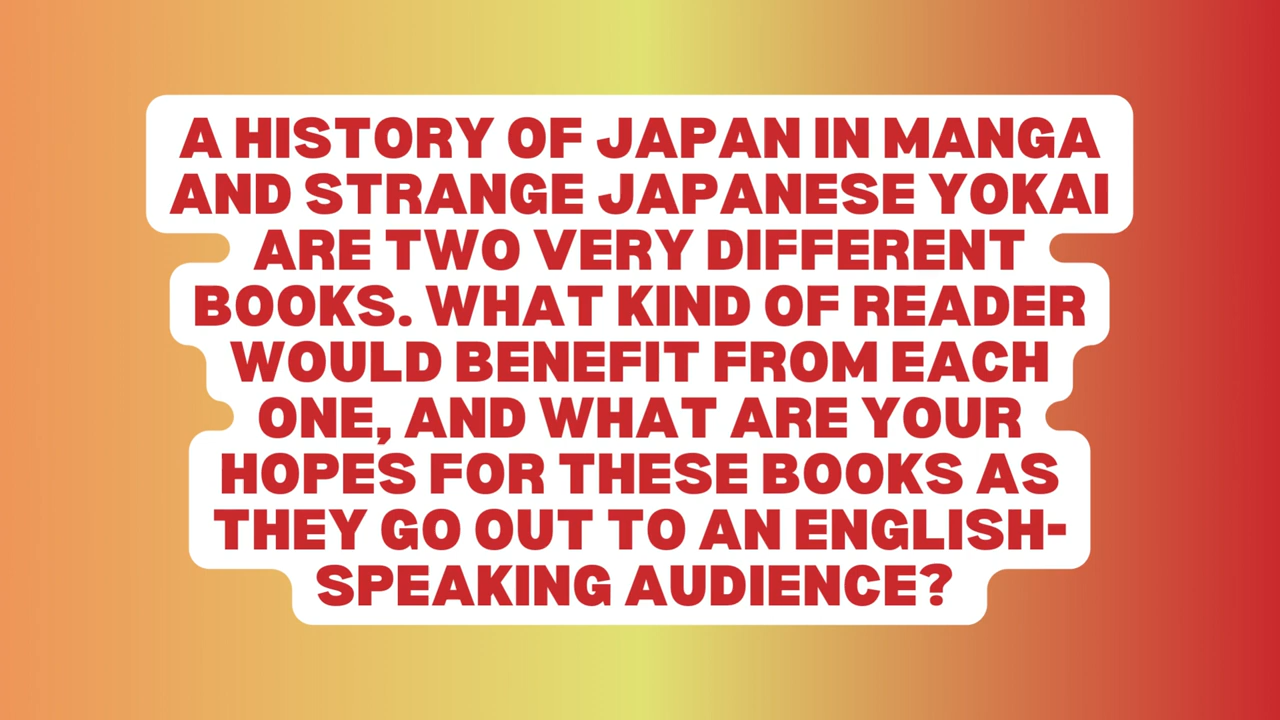 A HISTORY OF JAPAN IN MANGA
AND STRANGE JAPANESE YOKAI
ARE TWO VERY DIFFERENT
BOOKS. WHAT KIND OF READER
WOULD BENEFIT FROM EACH
ONE, AND WHAT ARE YOUR
HOPES FOR THESE BOOKS AS
THEY GO OUT TO AN ENGLISH-
SPEAKING AUDIENCE?